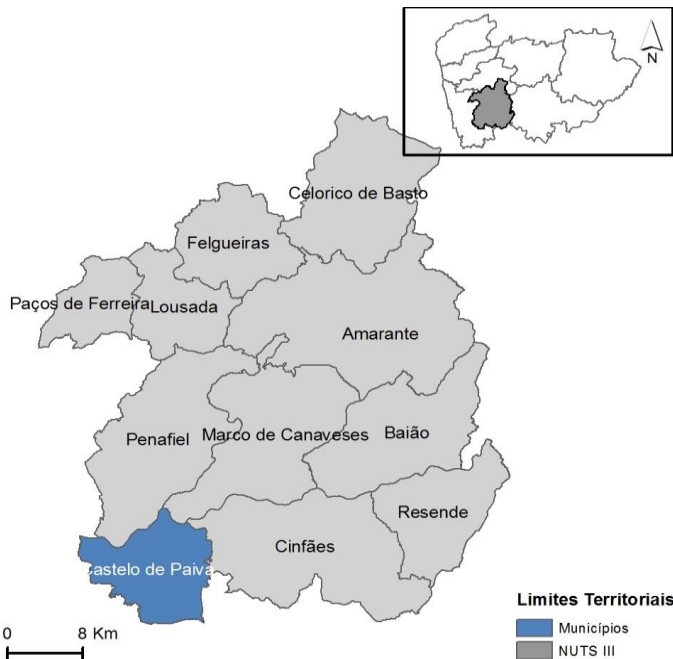 N
Celorico de Basto
Felgueiras
Paços de Ferreira
Lousada
Amarante
Penafiel
Marco de Canaveses
Baião
Resende
Cinfães
Castelo de Paiva
Limites Territoriais
0 8 Km
Municípios
NUTS III